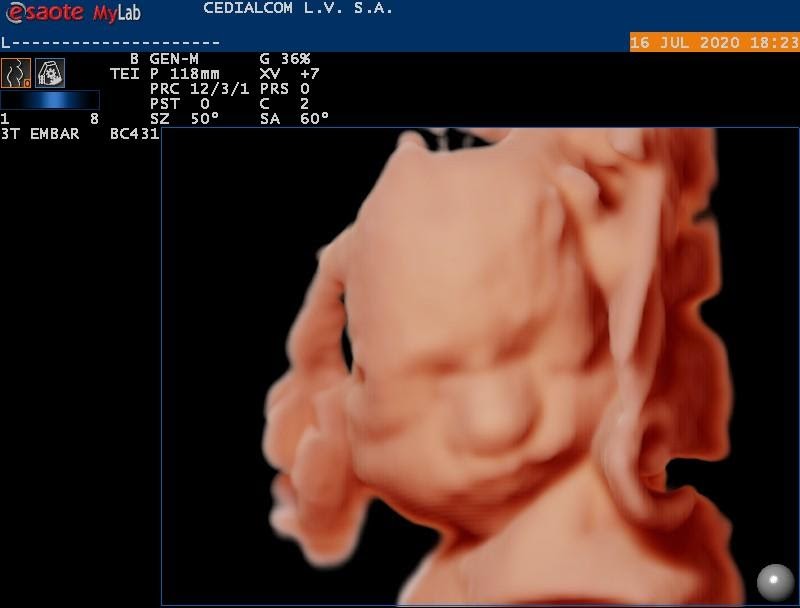 esaote MyLab
CEDIALCOM L.V. S.A.
L--------------------
16 JUL 2020 18:23
B GEN-M G 36%
TEI P 118mm XV +7
PRC 12/3/1 PRS 0
PST 0 C 2
1 8 SZ 50° SA 60°
3T EMBAR BC431